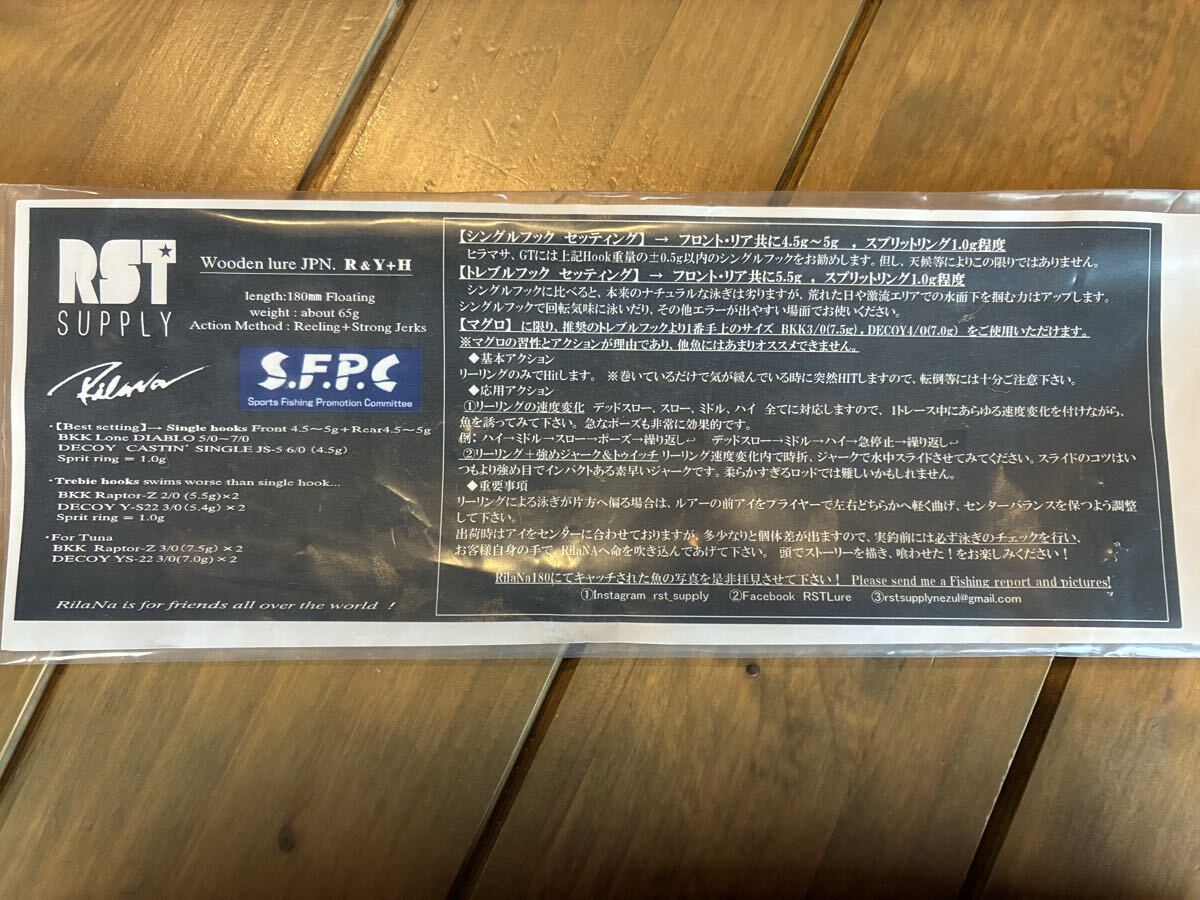 RST
SUPPLY
Wooden lure JPN. R & Y+H
length:180mm Floating
weight : about 65g
Action Method : Reeling+Strong Jerks
RilaNa
S.F.P.C
Sports Fishing Promotion Committee
・【Best setting】→ Single hooks Front 4.5～5g+Rear4.5～5g
BKK Lone DIABLO 5/0~7/0
DECOY CASTIN' SINGLE JS-5 6/0 (4.5g)
Sprit ring = 1.0g
・Trebie hooks swims worse than single hook...
BKK Raptor-Z 2/0 (5.5g)×2
DECOY Y-S22 3/0(5.4g) × 2
Sprit ring = 1.0g
・For Tuna
BKK Raptor-Z 3/0(7.5g) × 2
DECOY YS-22 3/0(7.0g) × 2
RilaNa is for friends all over the world !
【シングルフック セッティング】 → フロント・リア共に4.5g～5g , スプリットリング1.0g程度
ヒラマサ、GTには上記Hook重量の±0.5g以内のシングルフックをお勧めします。但し、天候等によりこの限りではありません。
【トレブルフック セッティング】 → フロント・リア共に5.5g , スプリットリング1.0g程度
シングルフックに比べると、本来のナチュラルな泳ぎは劣りますが、荒れた日や激流エリアでの水面下を掴む力はアップします。
シングルフックで回転気味に泳いだり、その他エラーが出やすい場面でお使いください。
【マグロ】に限り、推奨のトレブルフックより1番手上のサイズ BKK3/0(7.5g) , DECOY4/0(7.0g) をご使用いただけます。
※マグロの習性とアクションが理由であり、他魚にはあまりオススメできません。
◆基本アクション
リーリングのみでHitします。 ※巻いているだけで気が緩んでいる時に突然HITしますので、転倒等には十分ご注意下さい。
◆応用アクション
①リーリングの速度変化 デッドスロー、スロー、ミドル、ハイ 全てに対応しますので、1トレース中にあらゆる速度変化を付けながら、
魚を誘ってみて下さい。急なポーズも非常に効果的です。
例：ハイ→ミドル→スロー→ポーズ→繰り返し↵ デッドスロー→ミドル→ハイ→急停止→繰り返し↵
②リーリング＋強めジャーク&トゥイッチ リーリング速度変化内で時折、ジャークで水中スライドさせてみてください。スライドのコツはい
つもより強め目でインパクトある素早いジャークです。柔らかすぎるロッドでは難しいかもしれません。
◆重要事項
リーリングによる泳ぎが片方へ偏る場合は、ルアーの前アイをプライヤーで左右どちらかへ軽く曲げ、センターバランスを保つよう調整
して下さい。
出荷時はアイをセンターに合わせておりますが、多少なりと個体差が出ますので、実釣前には必ず泳ぎのチェックを行い、
お客様自身の手で、RilaNAへ命を吹き込んであげて下さい。 頭でストーリーを描き、喰わせた！をお楽しみください！
RilaNa180にてキャッチされた魚の写真を是非拝見させて下さい！ Please send me a Fishing report and pictures!
①Instagram rst_supply ②Facebook RSTLure ③rstsupplynezul@gmail.com